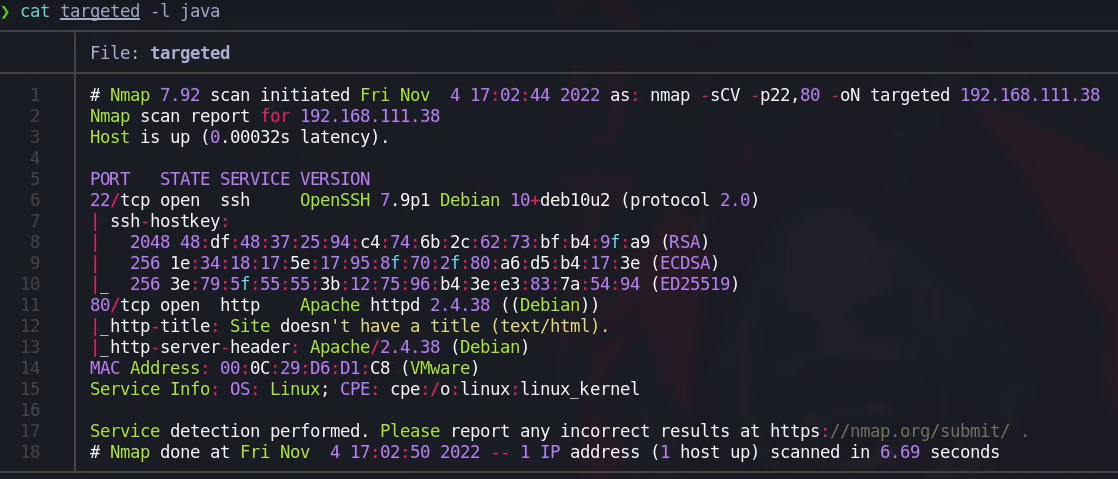 ❯ cat targeted -l java
File: targeted
1 # Nmap 7.92 scan initiated Fri Nov  4 17:02:44 2022 as: nmap -sCV -p22,80 -oN targeted 192.168.111.38
2 Nmap scan report for 192.168.111.38
3 Host is up (0.00032s latency).
4
5 PORT   STATE SERVICE VERSION
6 22/tcp open  ssh     OpenSSH 7.9p1 Debian 10+deb10u2 (protocol 2.0)
7 | ssh-hostkey:
8 |   2048 48:df:48:37:25:94:c4:74:6b:2c:62:73:bf:b4:9f:a9 (RSA)
9 |   256 1e:34:18:17:5e:17:95:8f:70:2f:80:a6:d5:b4:17:3e (ECDSA)
10 |_  256 3e:79:5f:55:55:3b:12:75:96:b4:3e:e3:83:7a:54:94 (ED25519)
11 80/tcp open  http    Apache httpd 2.4.38 ((Debian))
12 |_http-title: Site doesn't have a title (text/html).
13 |_http-server-header: Apache/2.4.38 (Debian)
14 MAC Address: 00:0C:29:D6:D1:C8 (VMware)
15 Service Info: OS: Linux; CPE: cpe:/o:linux:linux_kernel
16
17 Service detection performed. Please report any incorrect results at https://nmap.org/submit/ .
18 # Nmap done at Fri Nov  4 17:02:50 2022 -- 1 IP address (1 host up) scanned in 6.69 seconds